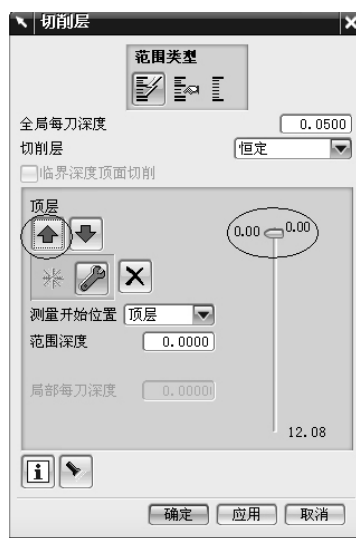 切削层
范围类型
全局每刀深度 0.0500
切削层 恒定
临界深度顶面切削
顶层
0.00 0.00
测量开始位置 顶层
范围深度 0.0000
局部每刀深度 0.0000
12.08
确定 应用 取消